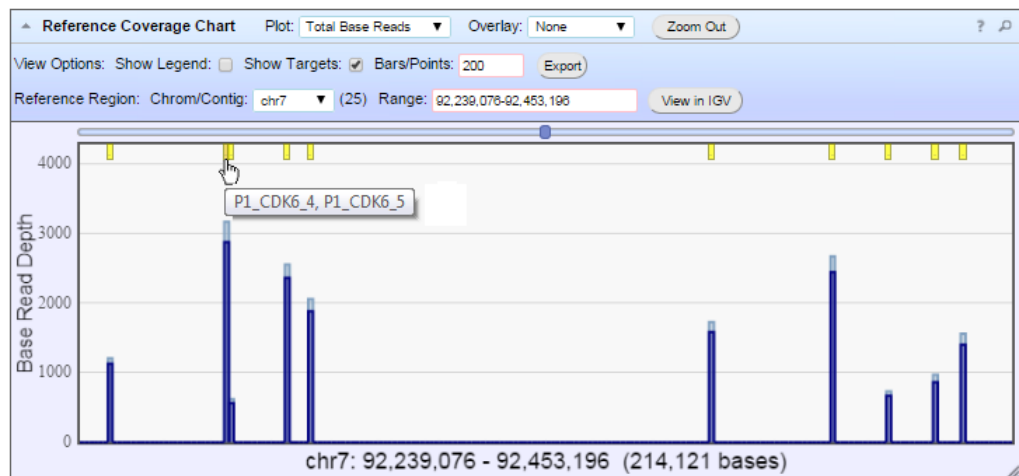 Reference Coverage Chart Plot: Total Base Reads Overlay: None Zoom Out ?
View Options: Show Legend: Show Targets: Bars/Points: 200 Export
Reference Region: Chrom/Contig: chr7 (25) Range: 92,239,076-92,453,196 View in IGV
4000
P1_CDK6_4, P1_CDK6_5
3000
2000
1000
0
Base Read Depth
chr7: 92,239,076 - 92,453,196 (214,121 bases)